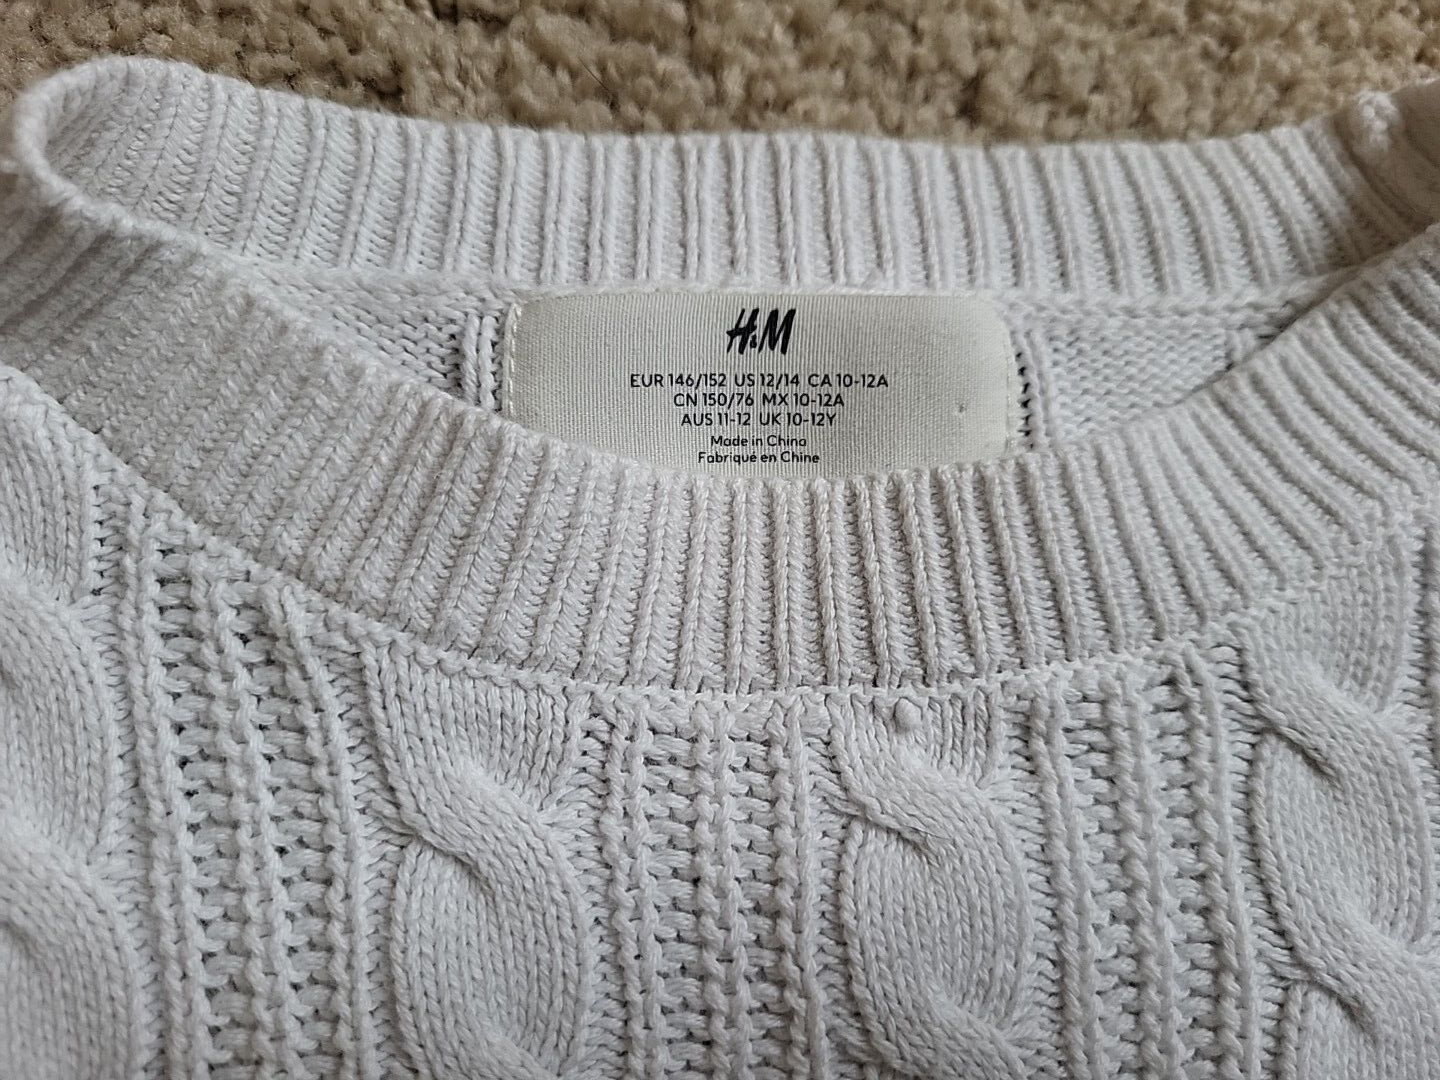 H&M
EUR 146/152 US 12/14 CA 10-12A
CN 150/76 MX 10-12A
AUS 11-12 UK 10-12Y
Made in China
Fabriqué en Chine